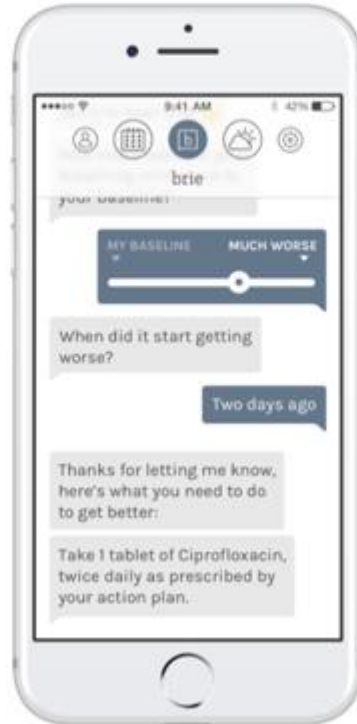 9:41 AM
42%
brie
your baseline?
MY BASELINE MUCH WORSE
When did it start getting
worse?
Two days ago
Thanks for letting me know,
here's what you need to do
to get better:
Take 1 tablet of Ciprofloxacin,
twice daily as prescribed by
your action plan.